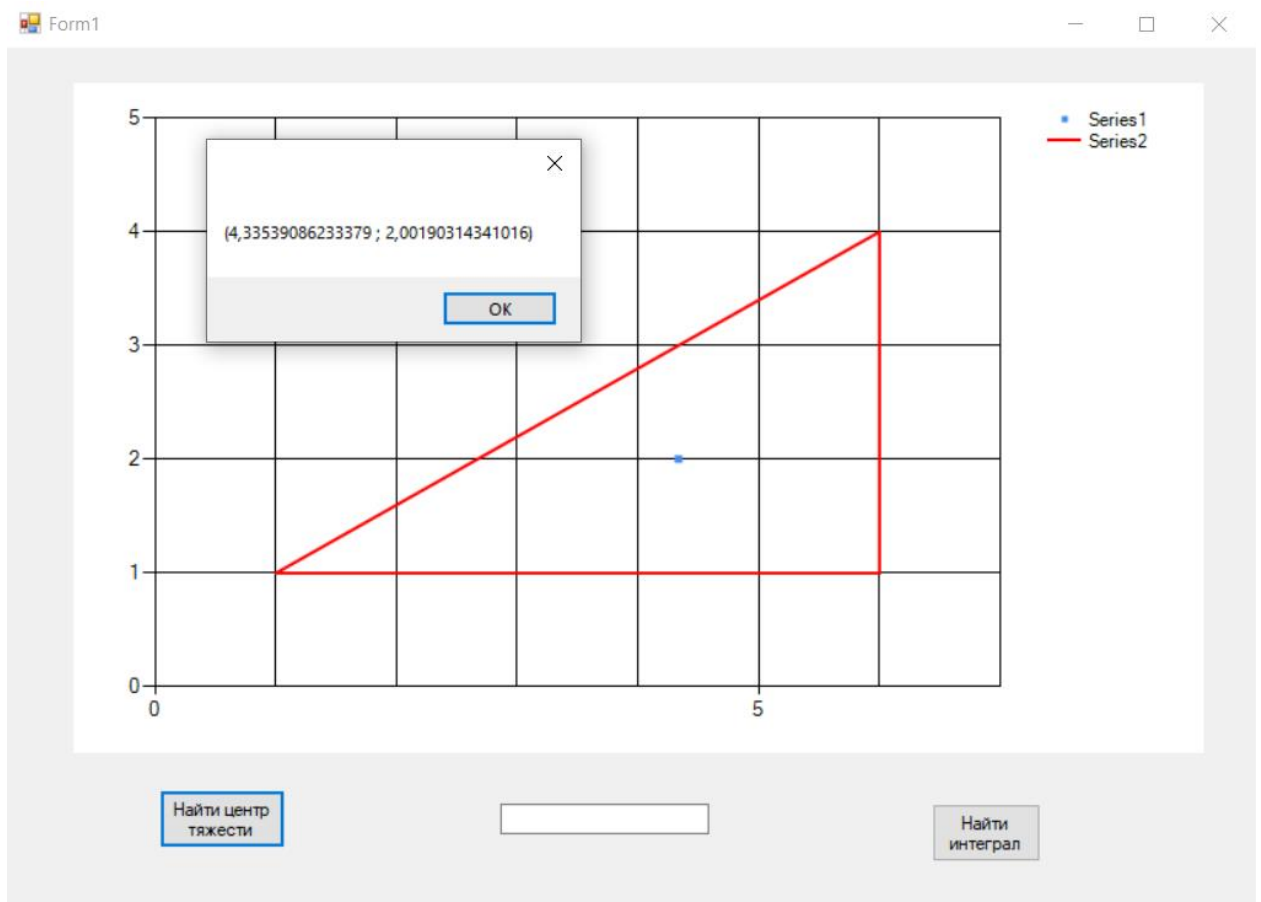 Form1
5
Series1
Series2
(4,33539086233379 ; 2,00190314341016)
4
OK
3
2
1
0
0
5
Найти центр
тяжести
Найти
интеграл